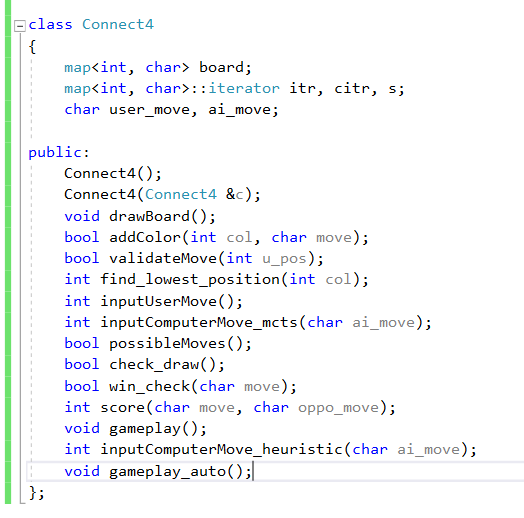 class Connect4
{
map<int, char> board;
map<int, char>::iterator itr, citr, s;
char user_move, ai_move;
public:
Connect4();
Connect4(Connect4 &c);
void drawBoard();
bool addColor(int col, char move);
bool validateMove(int u_pos);
int find_lowest_position(int col);
int inputUserMove();
int inputComputerMove_mcts(char ai_move);
bool possibleMoves();
bool check_draw();
bool win_check(char move);
int score(char move, char oppo_move);
void gameplay();
int inputComputerMove_heuristic(char ai_move);
void gameplay_auto();
};